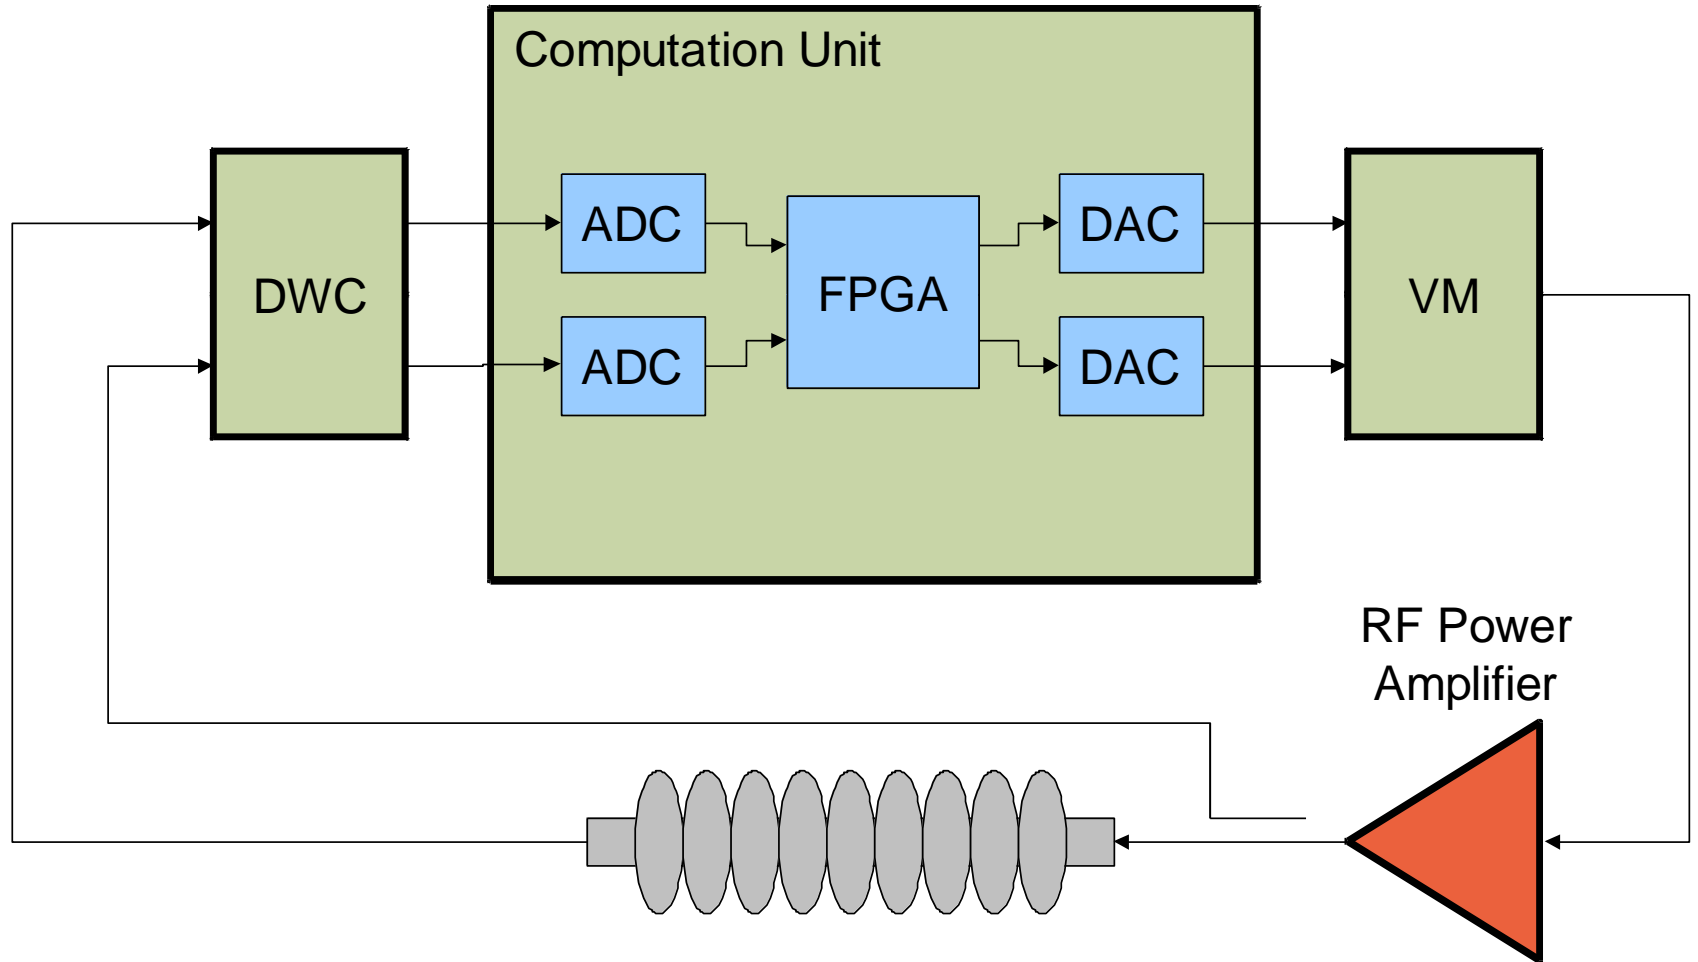 Computation Unit
DWC
ADC
ADC
FPGA
DAC
DAC
VM
RF Power
Amplifier